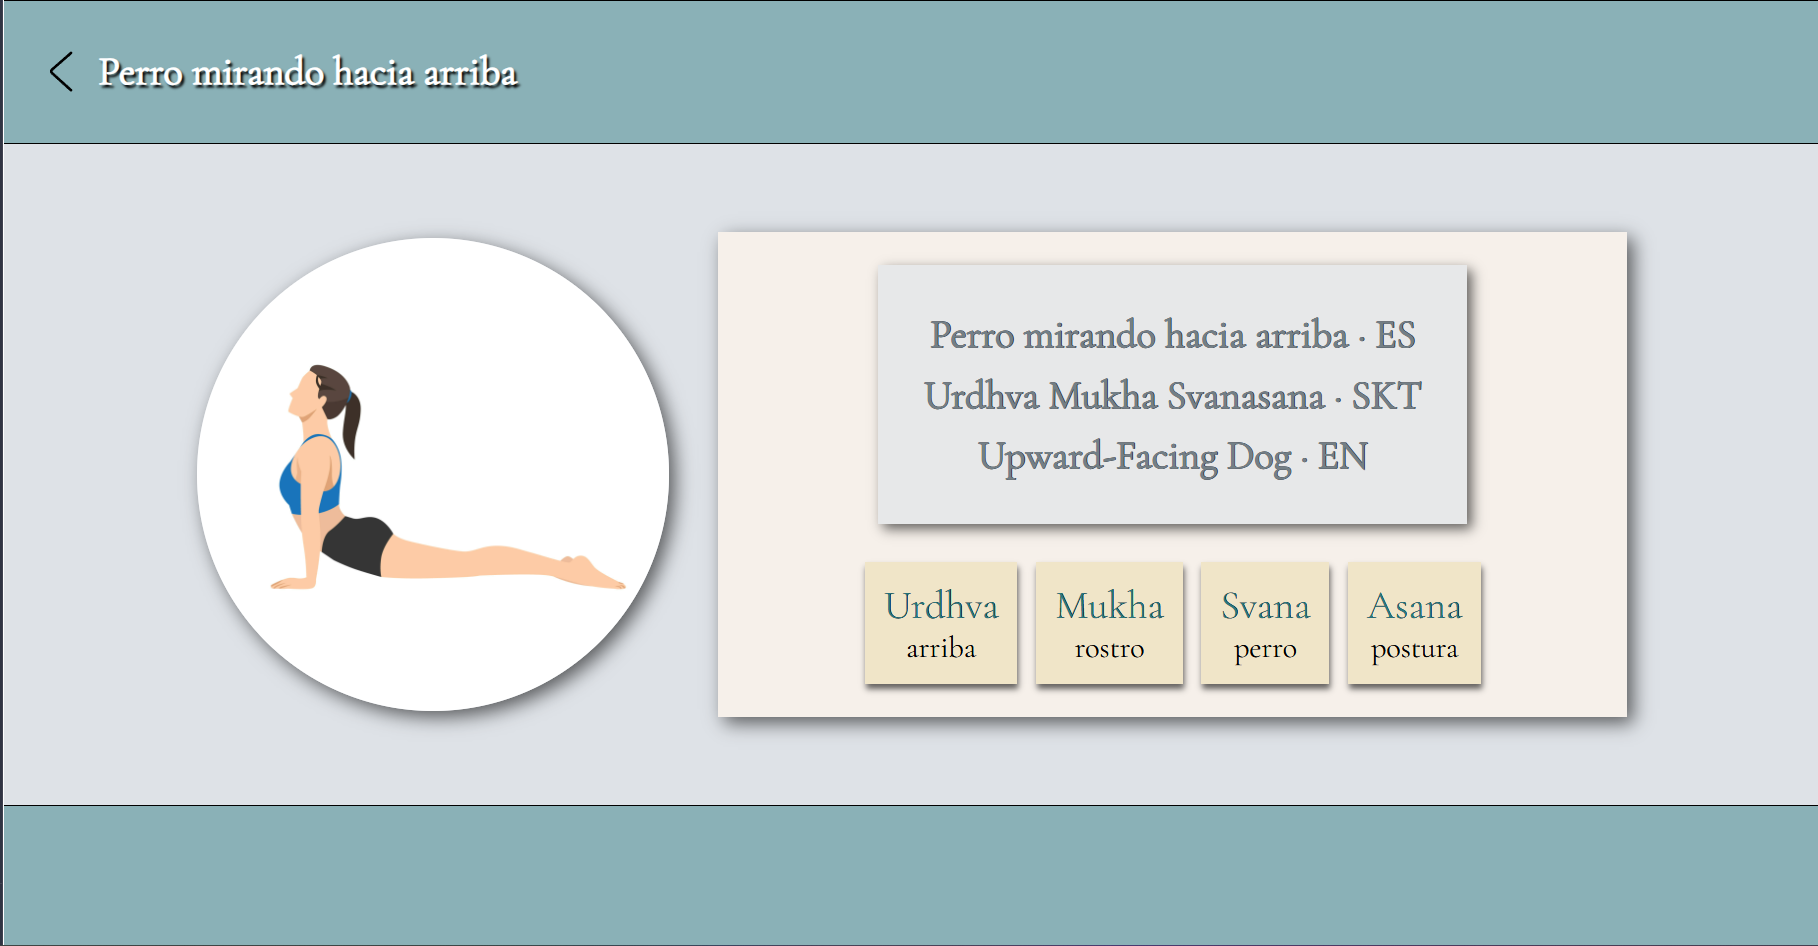 Perro mirando hacia arriba
Perro mirando hacia arriba · ES
Urdhva Mukha Svanasana · SKT
Upward-Facing Dog · EN
Urdhva
arriba
Mukha
rostro
Svana
perro
Asana
postura